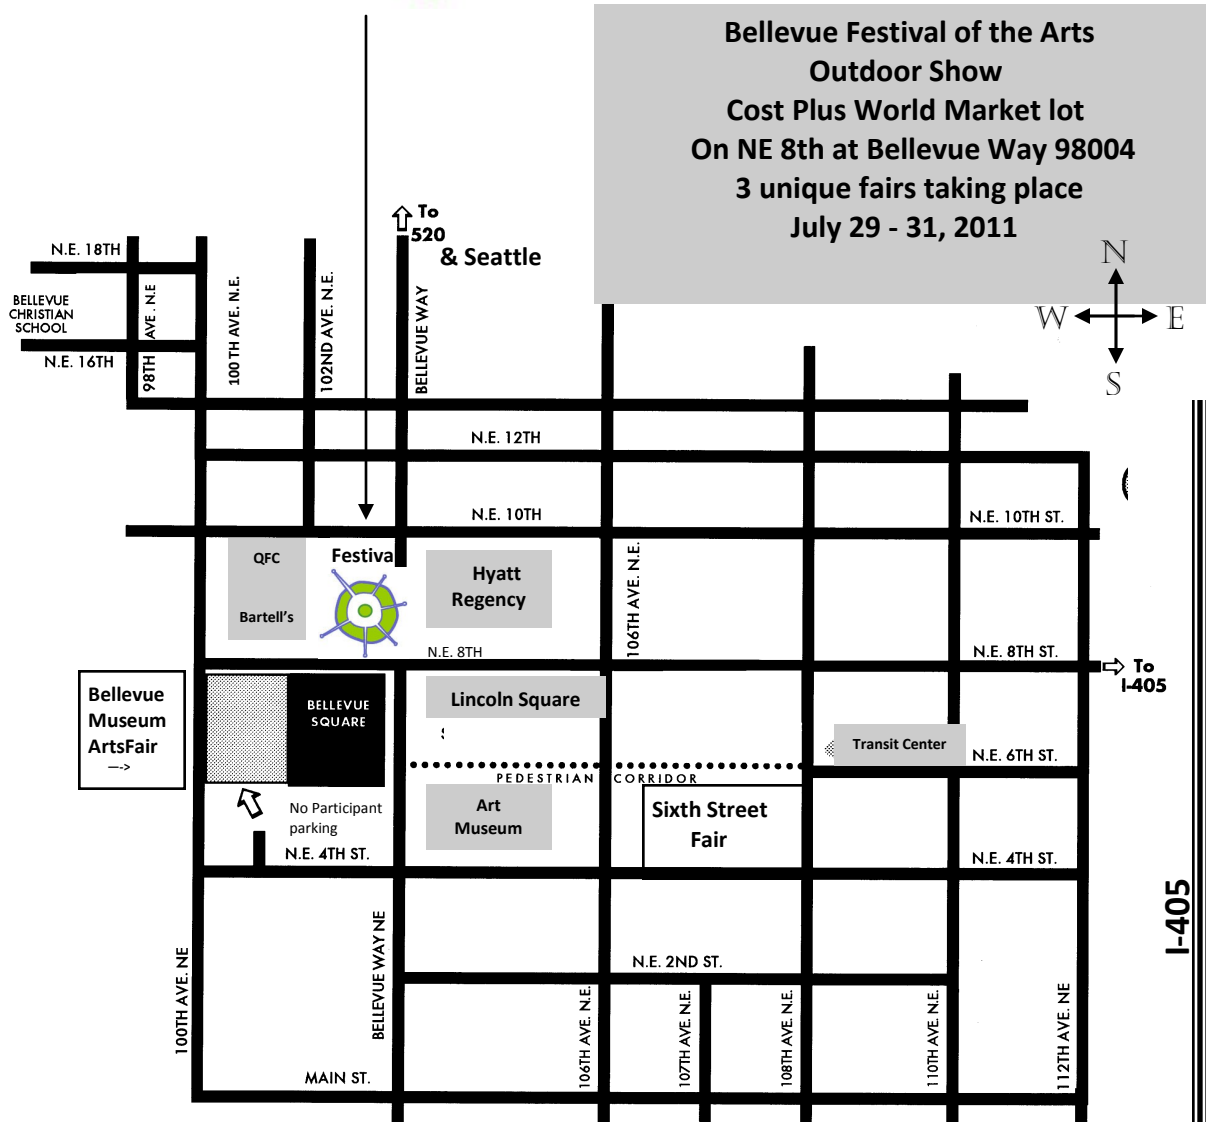 Bellevue Festival of the Arts
Outdoor Show
Cost Plus World Market lot
On NE 8th at Bellevue Way 98004
3 unique fairs taking place
July 29 - 31, 2011
To
520
& Seattle
N
W E
S
N.E. 18TH
BELLEVUE
CHRISTIAN
SCHOOL
N.E. 16TH
98TH AVE. N.E
100 TH AVE. N.E.
102ND AVE. N.E.
BELLEVUE WAY
N.E. 12TH
N.E. 10TH
N.E. 10TH ST.
QFC
Bartell's
Festival
Hyatt
Regency
106TH AVE. N.E.
N.E. 8TH
N.E. 8TH ST.
To
I-405
Bellevue
Museum
ArtsFair
—->
BELLEVUE
SQUARE
Lincoln Square
Transit Center
N.E. 6TH ST.
PEDESTRIAN CORRIDOR
No Participant
parking
Art
Museum
Sixth Street
Fair
N.E. 4TH ST.
N.E. 4TH ST.
I-405
100TH AVE. NE
BELLEVUE WAY NE
N.E. 2ND ST.
106TH AVE. N.E.
107TH AVE. N.E.
108TH AVE. N.E.
110TH AVE. N.E.
112TH AVE. NE
MAIN ST.